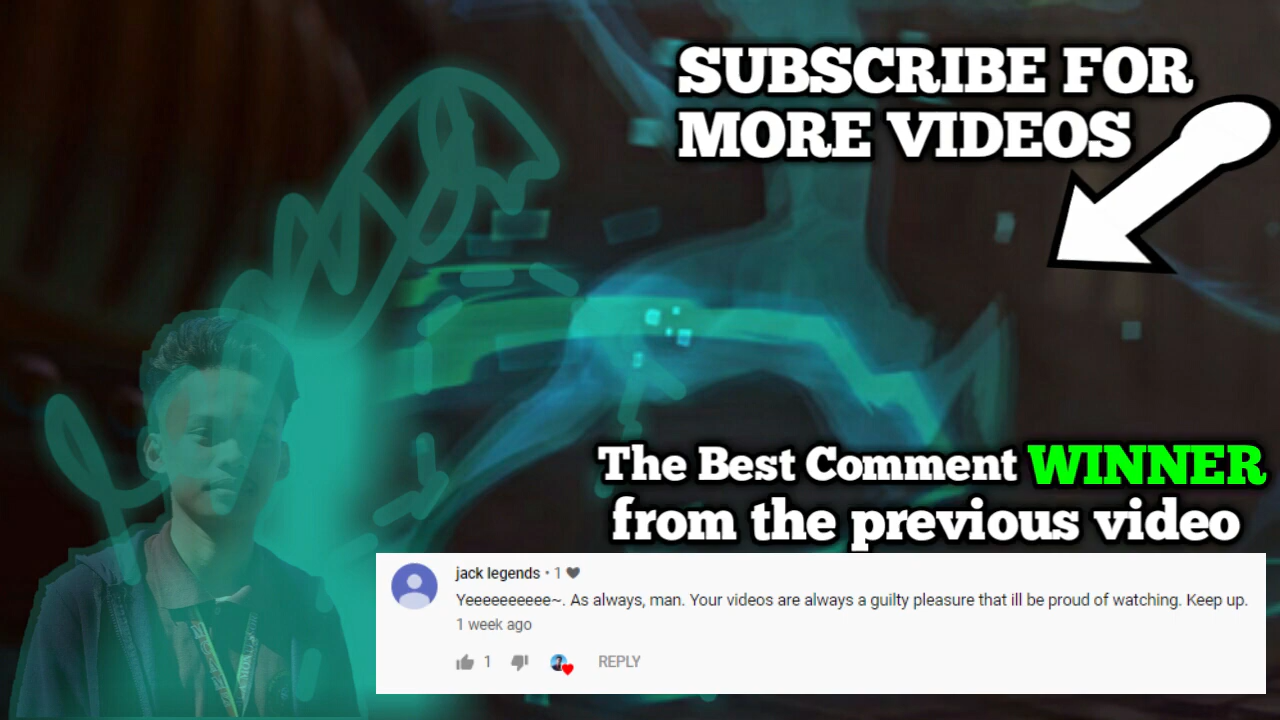 SUBSCRIBE FOR
MORE VIDEOS
The Best Comment WINNER
from the previous video
jack legends • 1 🖤
Yeeeeeeeeee~. As always, man. Your videos are always a guilty pleasure that ill be proud of watching. Keep up.
1 week ago
1 REPLY